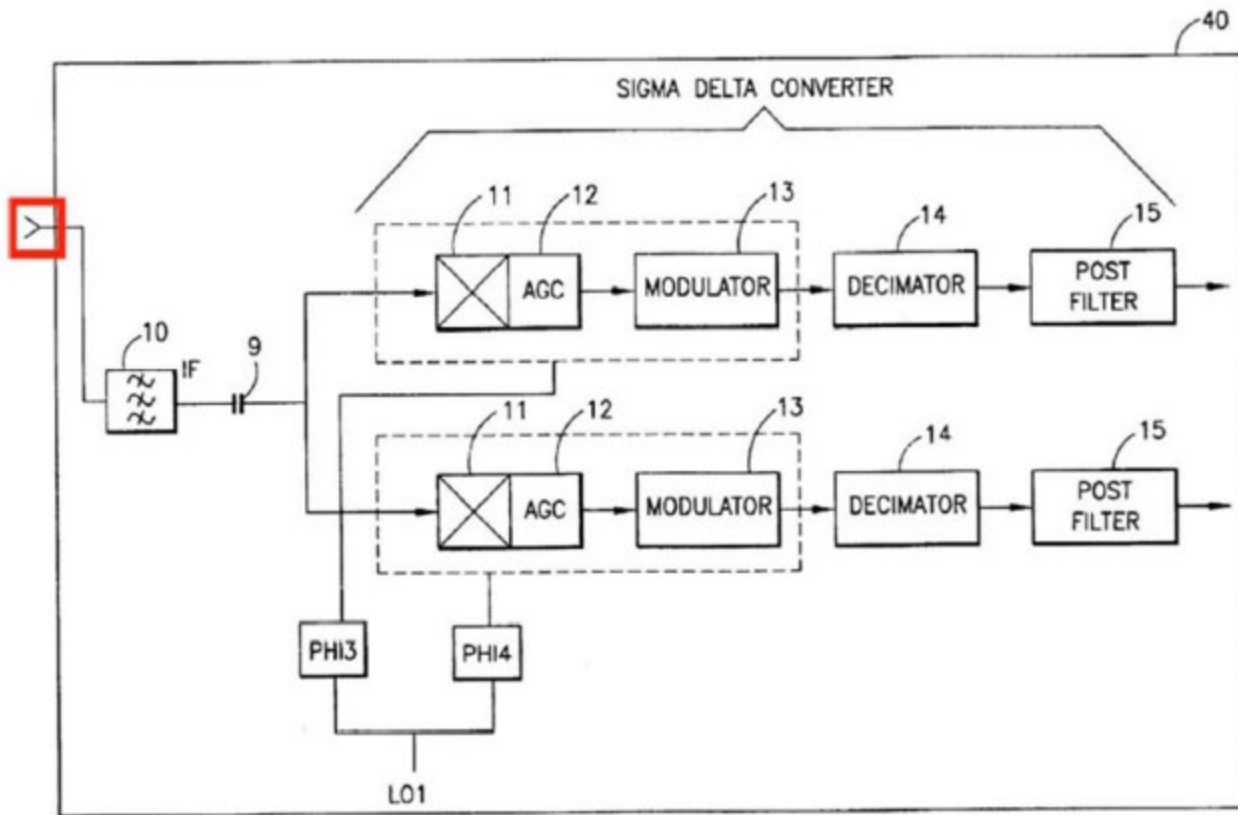 40
SIGMA DELTA CONVERTER
11
12
13
14
15
AGC
MODULATOR
DECIMATOR
POST
FILTER
10
IF
9
11
12
13
14
15
AGC
MODULATOR
DECIMATOR
POST
FILTER
PHI3
PHI4
LO1